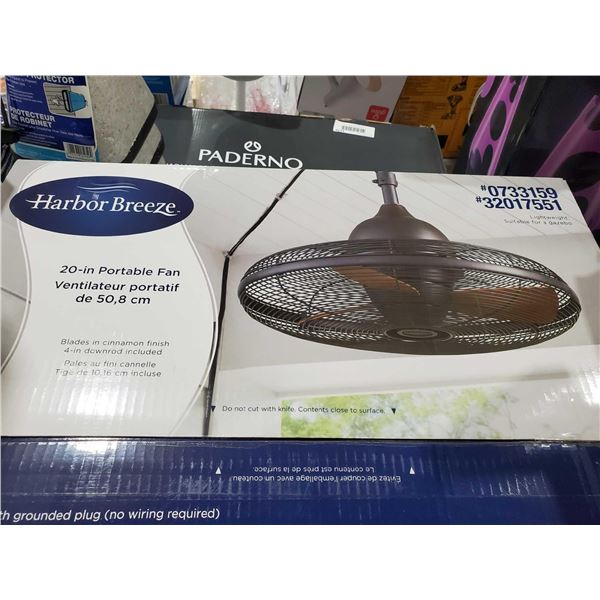 PROTECTOR
PROTECTEUR
DE ROBINET
PADERNO
Harbor Breeze™
#0733159
#32017551
Lightweight
Suitable for a gazebo
20-in Portable Fan
Ventilateur portatif
de 50,8 cm
Blades in cinnamon finish
4-in downrod included
Pales au fini cannelle
Tige de 10,16 cm incluse
Do not cut with knife. Contents close to surface.
Évitez de couper l'emballage avec un couteau.
Le contenu est près de la surface.
grounded plug (no wiring required)